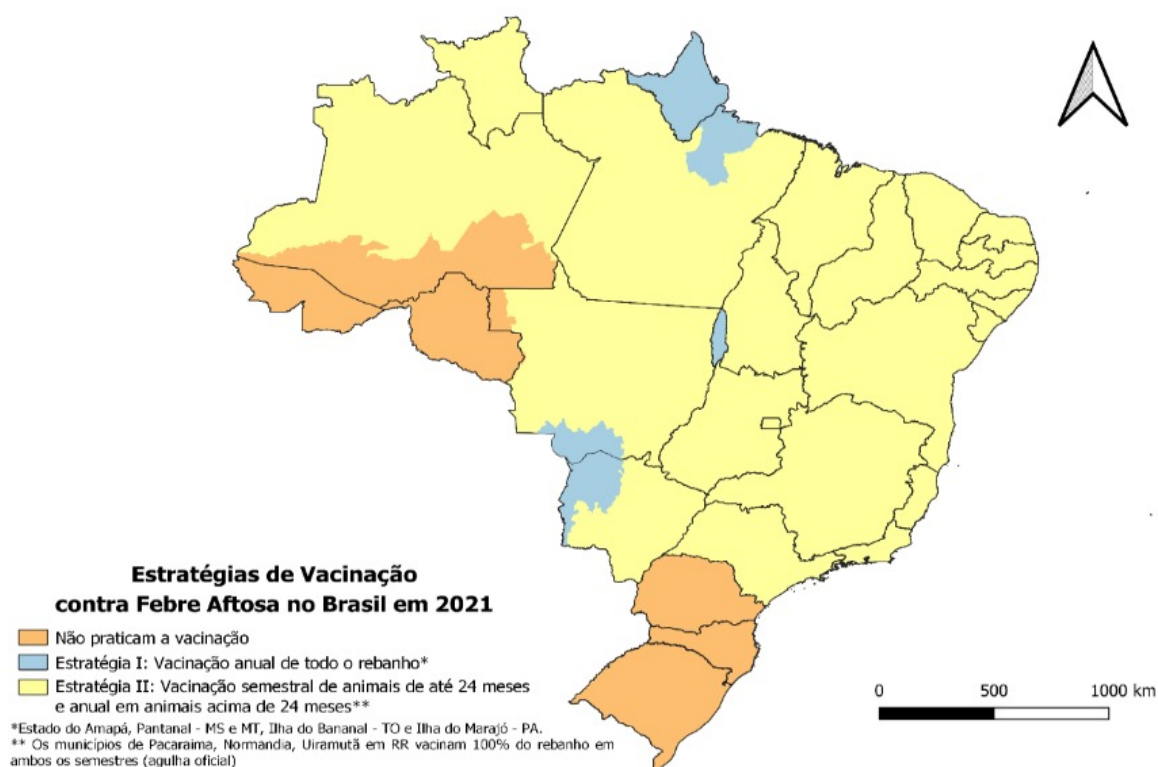 Estratégias de Vacinação
contra Febre Aftosa no Brasil em 2021
Não praticam a vacinação
Estratégia I: Vacinação anual de todo o rebanho*
Estratégia II: Vacinação semestral de animais de até 24 meses
e anual em animais acima de 24 meses**
*Estado do Amapá, Pantanal - MS e MT, Ilha do Bananal - TO e Ilha do Marajó - PA.
** Os municípios de Pacaraima, Normandia, Uiramutã em RR vacinam 100% do rebanho em
ambos os semestres (agulha oficial)
0 500 1000 km